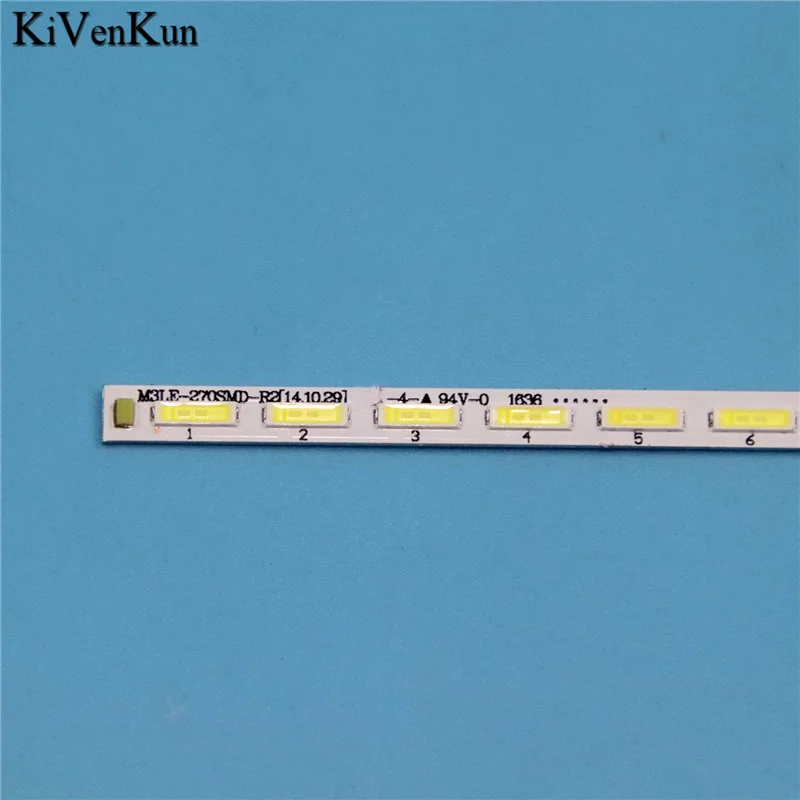 KiVenKun
M3LE-270SMD-R2[14.10.29] -4-▲ 94V-0 1636 ......
1 2 3 4 5 6